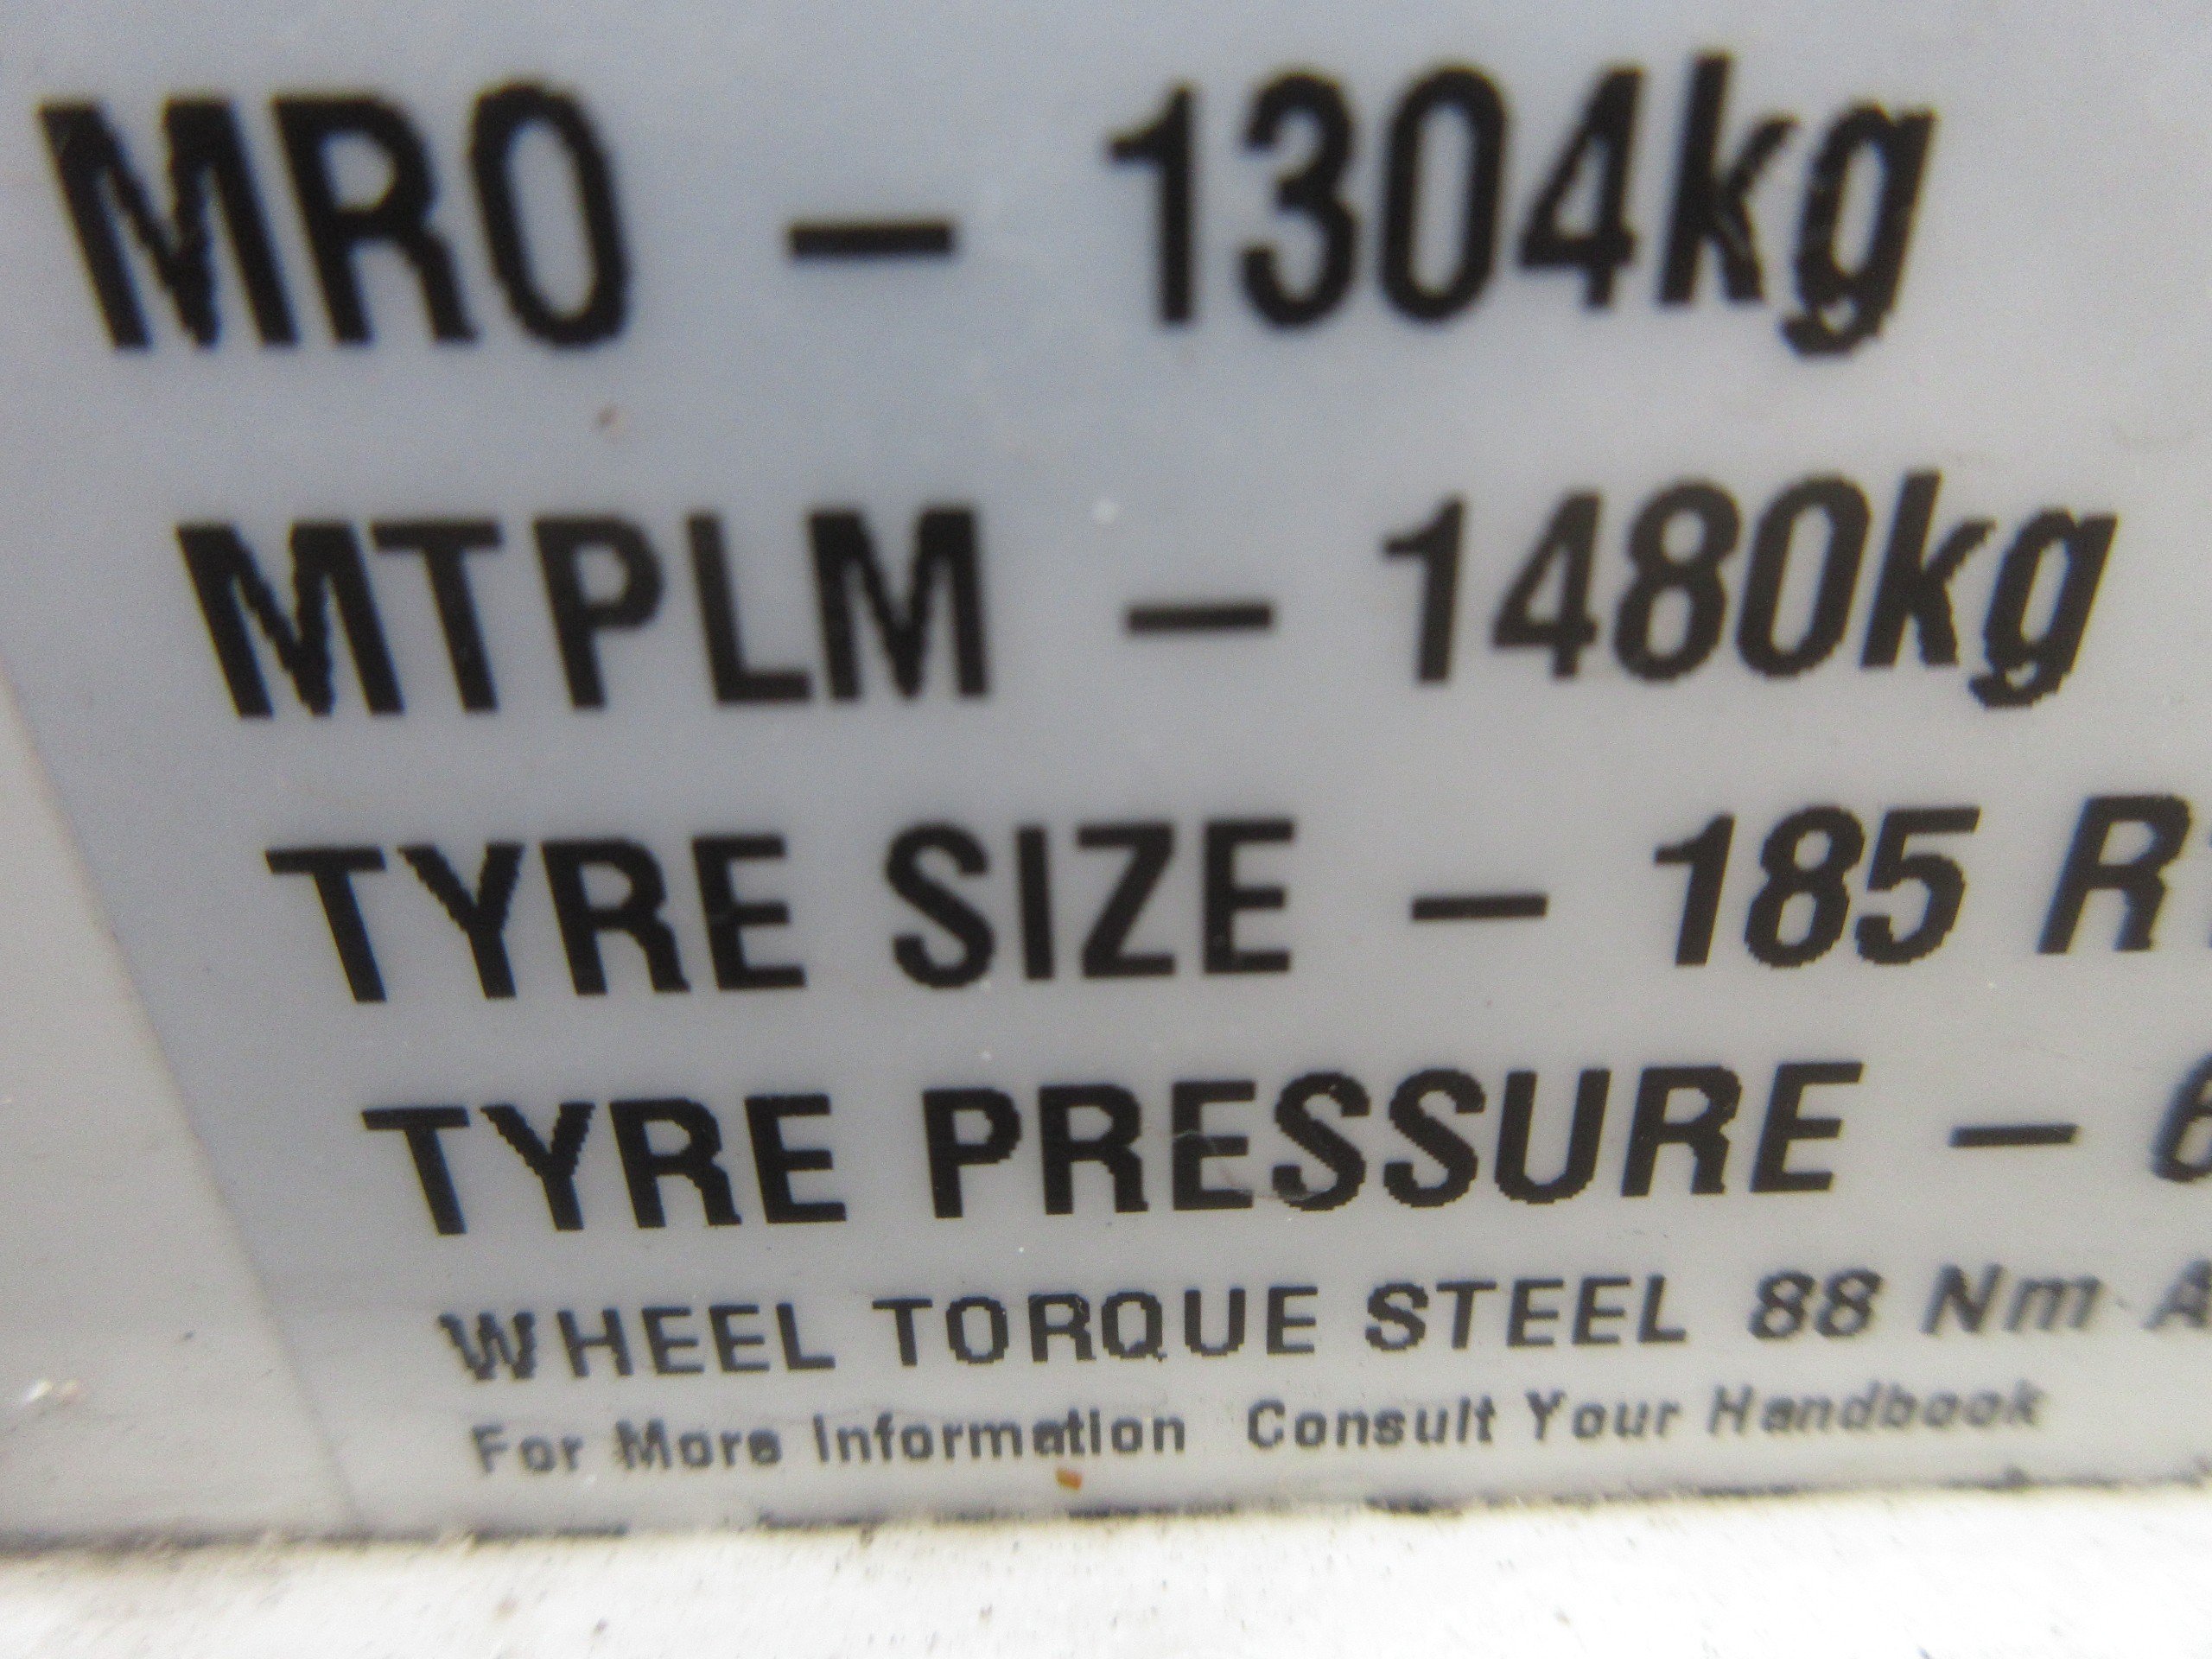 MRO - 1304kg
MTPLM - 1480kg
TYRE SIZE - 185 R
TYRE PRESSURE - 6
WHEEL TORQUE STEEL 88 Nm A
For More Information Consult Your Handbook